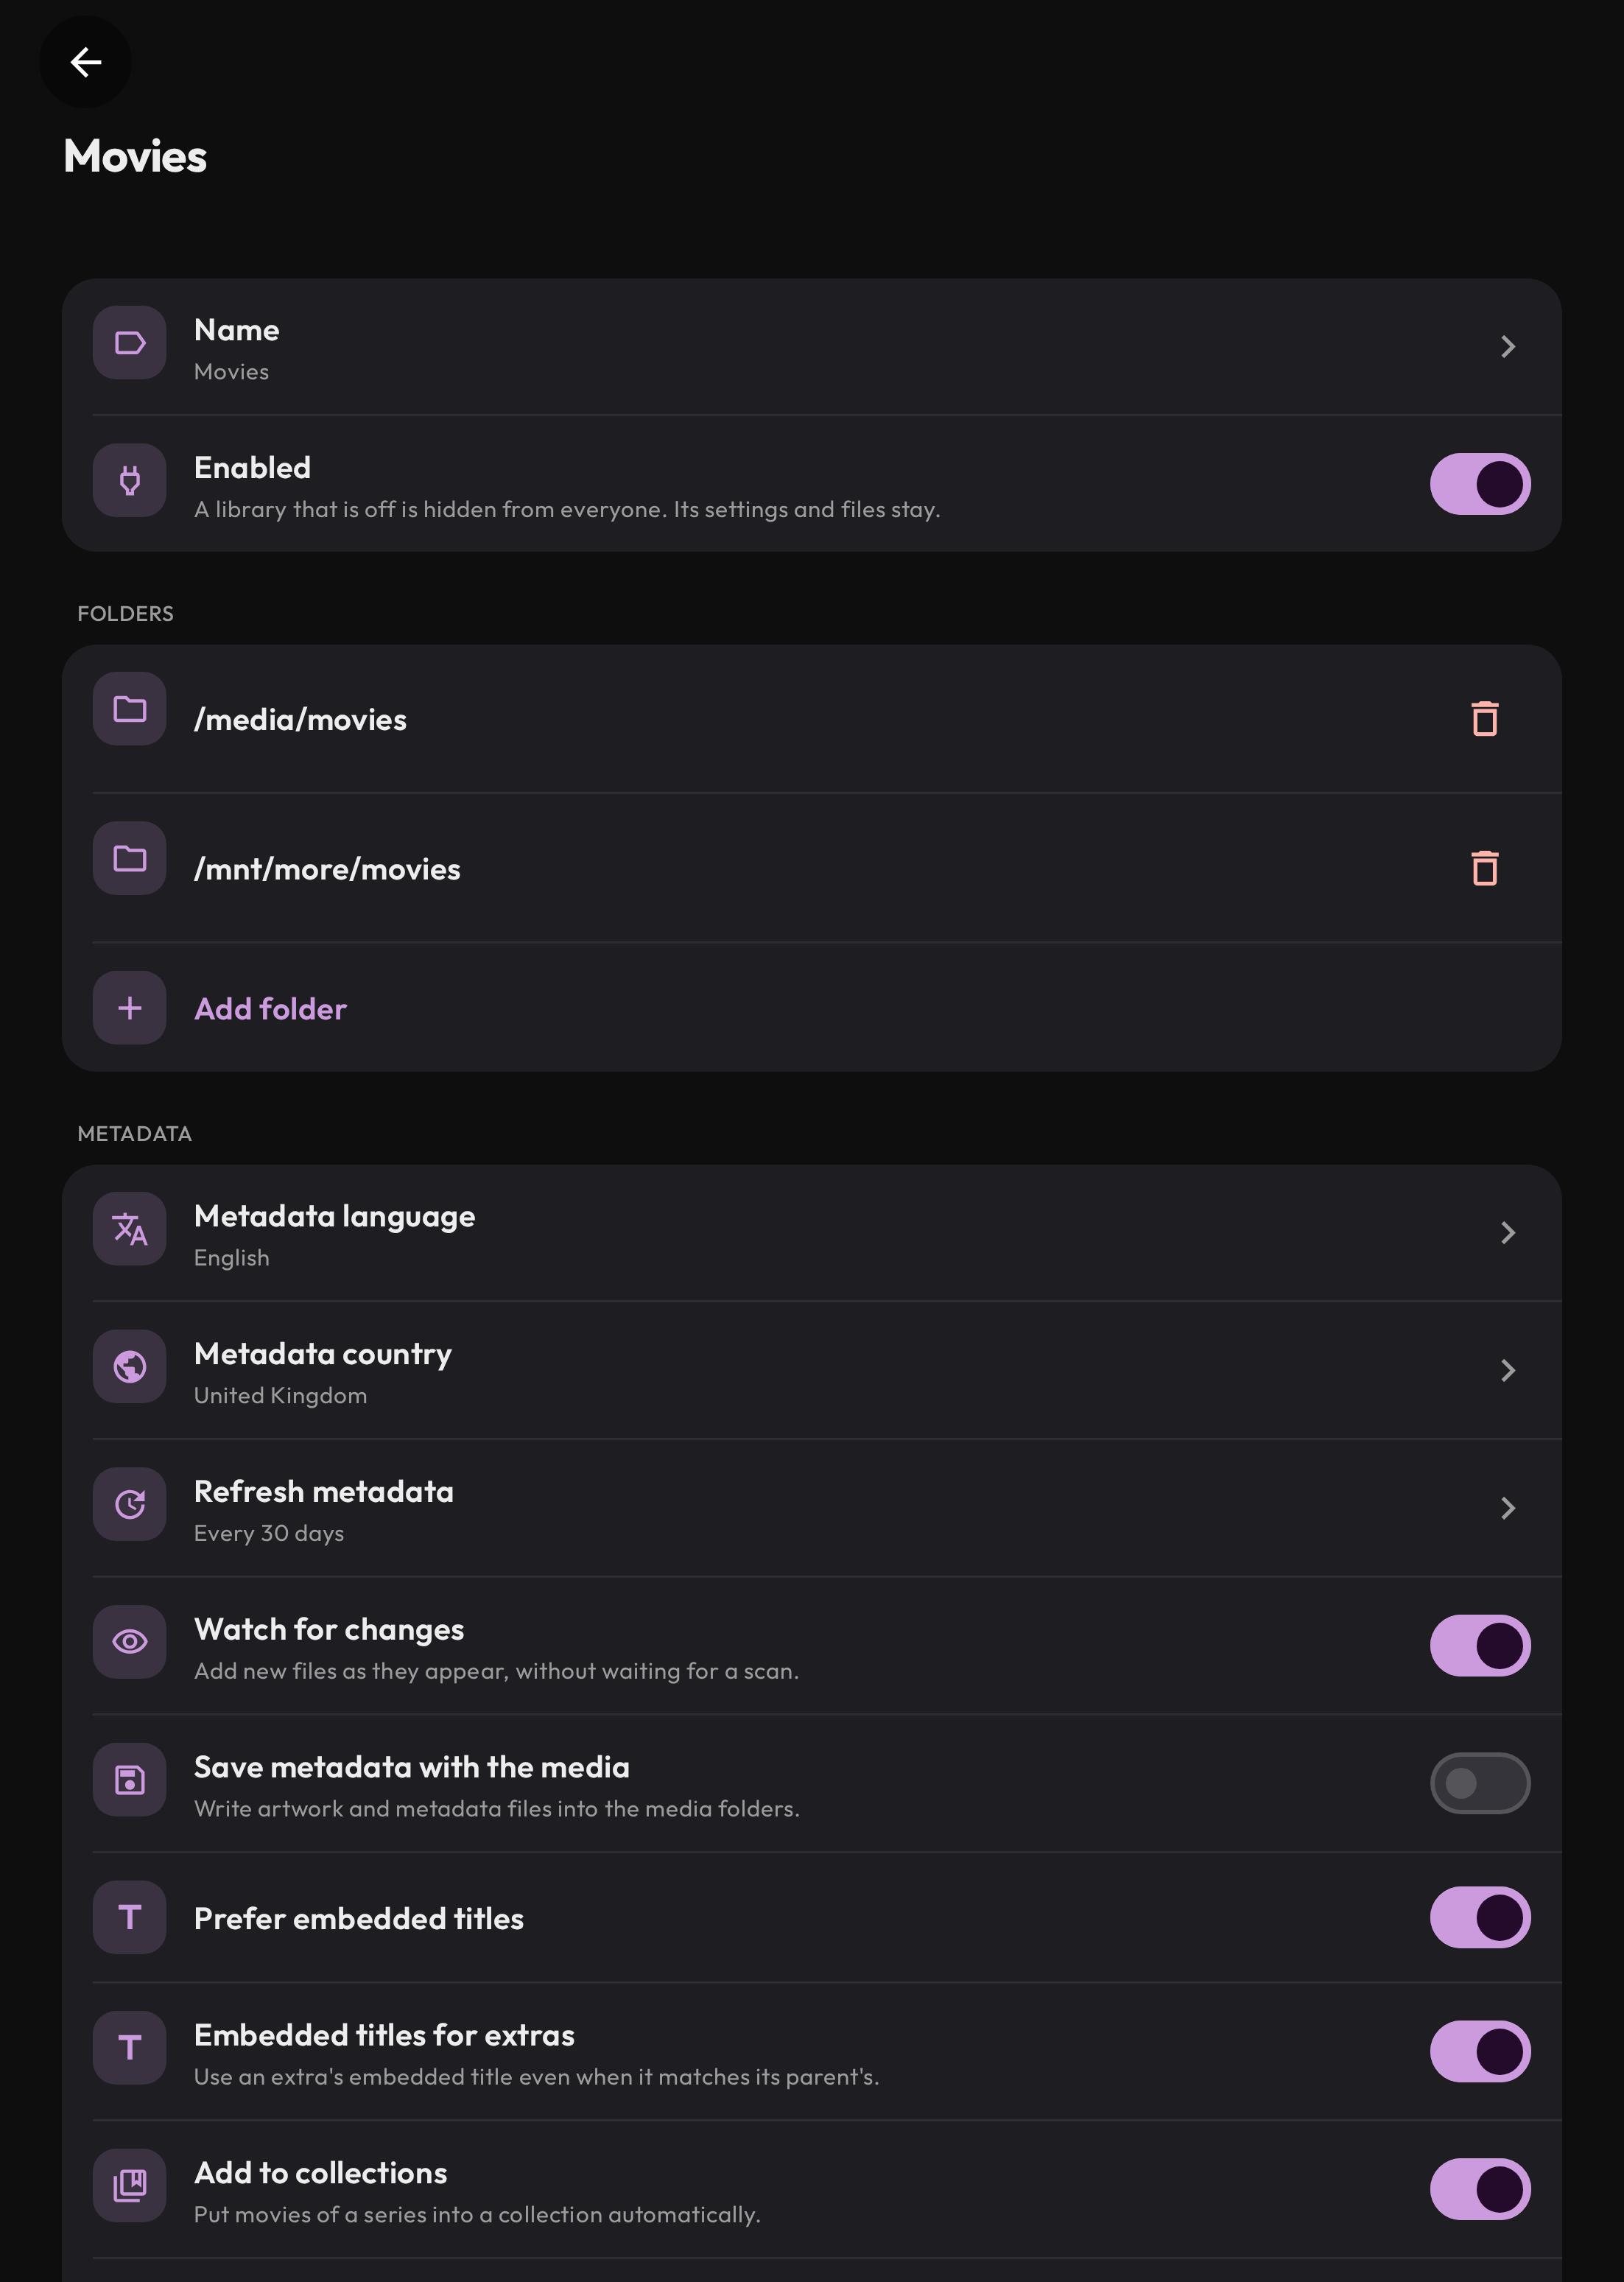 Movies
Name
Movies
Enabled
A library that is off is hidden from everyone. Its settings and files stay.
FOLDERS
/media/movies
/mnt/more/movies
Add folder
METADATA
Metadata language
English
Metadata country
United Kingdom
Refresh metadata
Every 30 days
Watch for changes
Add new files as they appear, without waiting for a scan.
Save metadata with the media
Write artwork and metadata files into the media folders.
Prefer embedded titles
Embedded titles for extras
Use an extra's embedded title even when it matches its parent's.
Add to collections
Put movies of a series into a collection automatically.